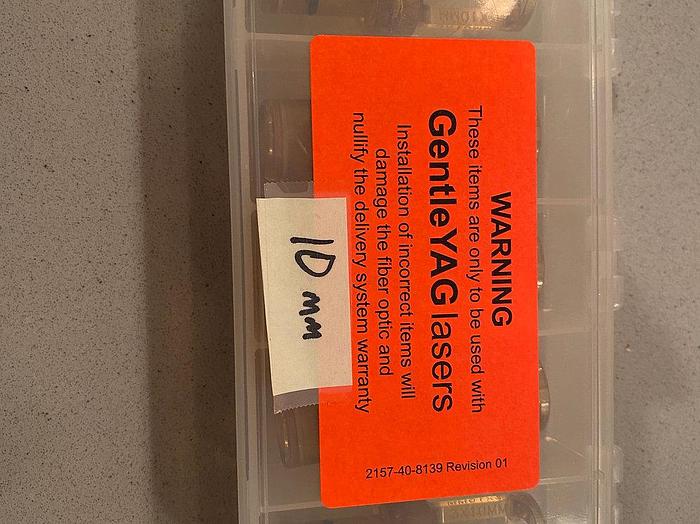 WARNING
These items are only to be used with
GentleYAG lasers
Installation of incorrect items will
damage the fiber optic and
nullify the delivery system warranty
2157-40-8139 Revision 01
10 mm